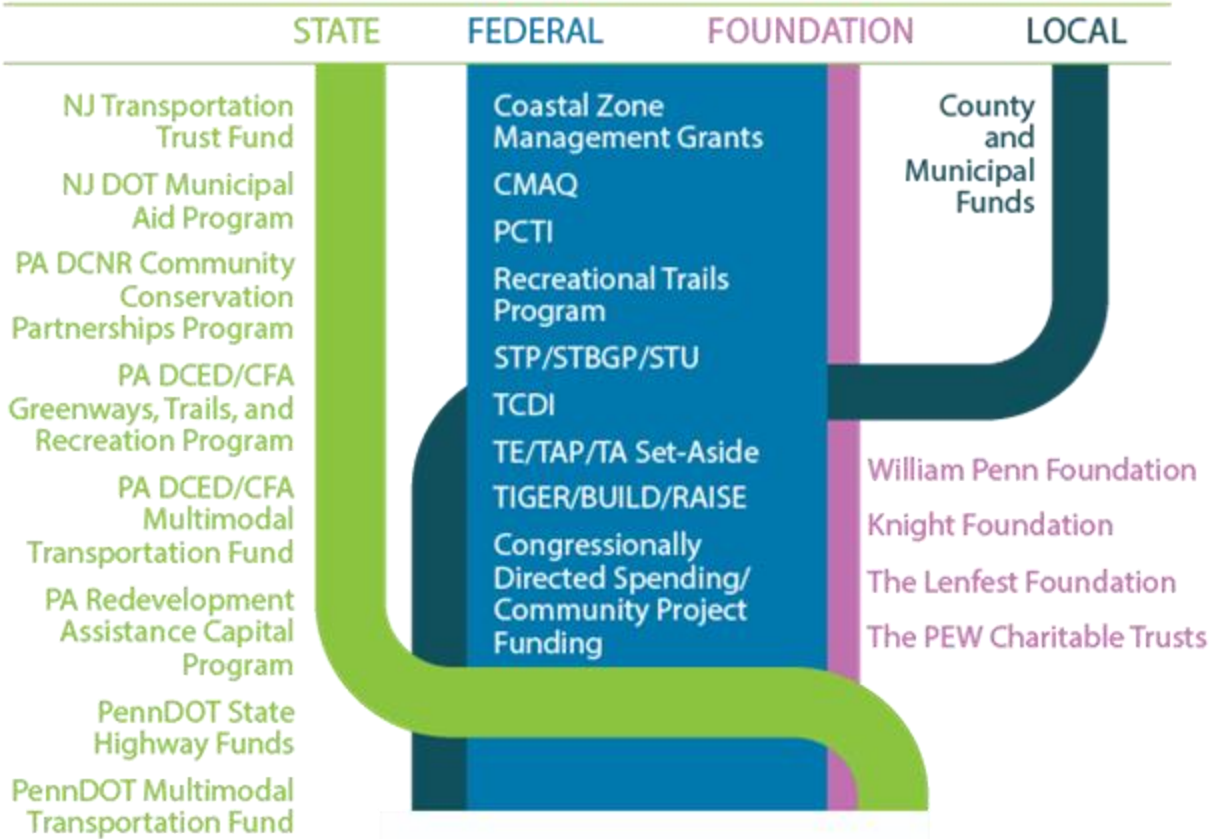 STATE
FEDERAL
FOUNDATION
LOCAL
NJ Transportation
Trust Fund
NJ DOT Municipal
Aid Program
PA DCNR Community
Conservation
Partnerships Program
PA DCED/CFA
Greenways, Trails, and
Recreation Program
PA DCED/CFA
Multimodal
Transportation Fund
PA Redevelopment
Assistance Capital
Program
PennDOT State
Highway Funds
PennDOT Multimodal
Transportation Fund
Coastal Zone
Management Grants
CMAQ
PCTI
Recreational Trails
Program
STP/STBGP/STU
TCDI
TE/TAP/TA Set-Aside
TIGER/BUILD/RAISE
Congressionally
Directed Spending/
Community Project
Funding
William Penn Foundation
Knight Foundation
The Lenfest Foundation
The PEW Charitable Trusts
County
and
Municipal
Funds